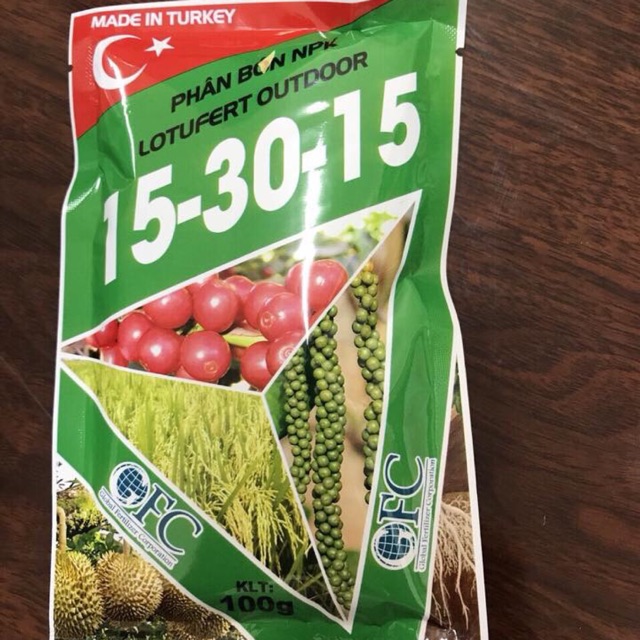 MADE IN TURKEY
PHÂN BÓN NPK
LOTUFERT OUTDOOR
15-30-15
OFC
Global Fertilizer Corporation
OFC
Global Fertilizer Corporation
KLT:
100g